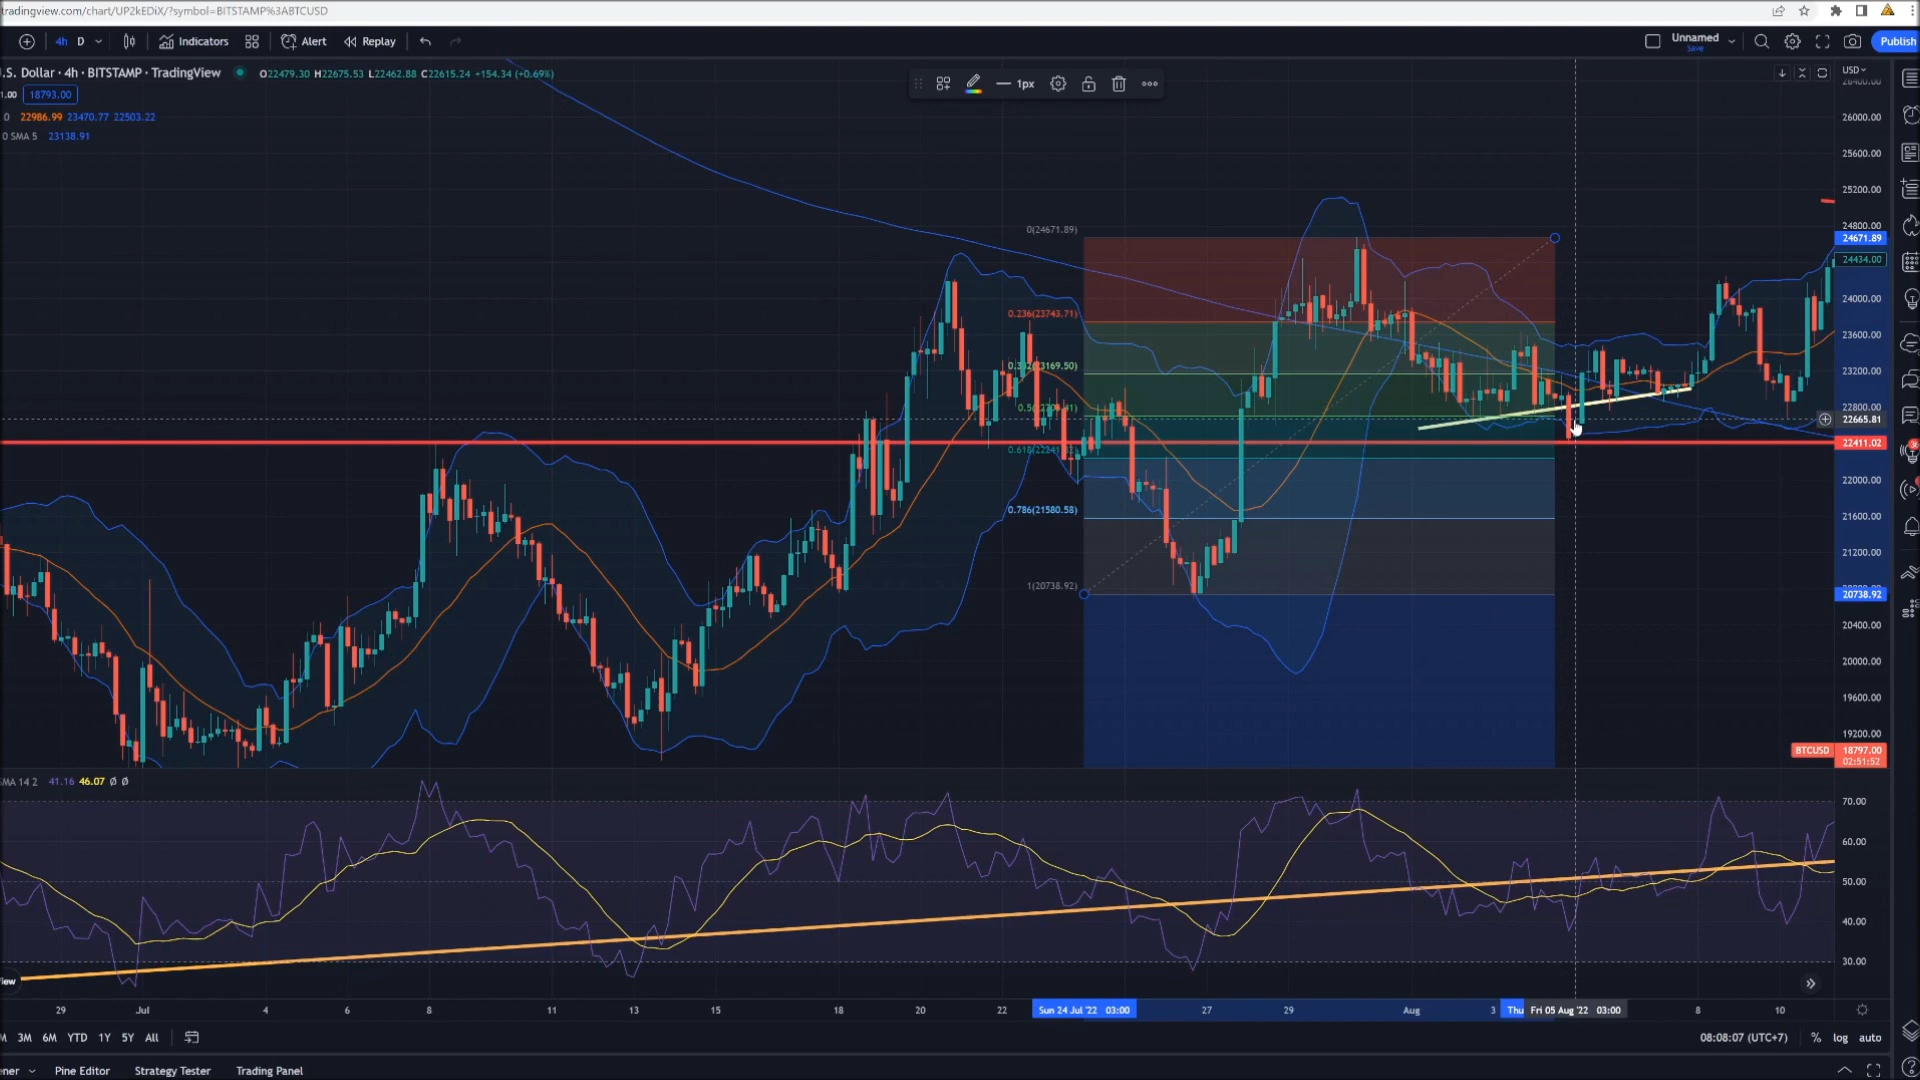 tradingview.com/chart/UP2kEDiX/?symbol=BITSTAMP%3ABTCUSD
4h D Indicators Alert Replay Unnamed Save Publish
.S. Dollar · 4h · BITSTAMP · TradingView O22479.30 H22675.53 L22462.88 C22615.24 +154.34 (+0.69%)
1px
USD
1.00 18793.00
0 22986.99 23470.77 22503.22
0 SMA 5 23138.91
26000.00
25600.00
25200.00
24800.00
0(24671.89)
24671.89
24434.00
24000.00
0.236(23743.71)
23600.00
23200.00
22800.00
22665.81
22411.02
22000.00
0.786(21580.58)
21600.00
21200.00
1(20738.92)
20738.92
20400.00
20000.00
19600.00
19200.00
BTCUSD 18797.00
02:51:52
SMA 14 2 41.16 46.07 Ø Ø
70.00
60.00
50.00
40.00
30.00
29 Jul 4 6 8 11 13 15 18 20 22 Sun 24 Jul '22 03:00 27 29 Aug 3 Thu Fri 05 Aug '22 03:00 8 10
3M 6M YTD 1Y 5Y All 08:08:07 (UTC+7) % log auto
Pine Editor Strategy Tester Trading Panel